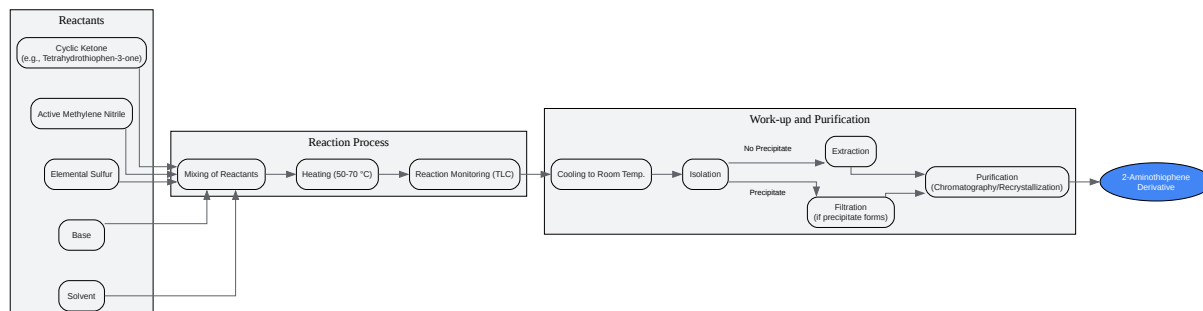 Reactants
Cyclic Ketone
(e.g., Tetrahydrothiophen-3-one)
Active Methylene Nitrile
Elemental Sulfur
Base
Solvent
Reaction Process
Mixing of Reactants
Heating (50-70 °C)
Reaction Monitoring (TLC)
Work-up and Purification
Cooling to Room Temp.
Isolation
No Precipitate
Precipitate
Extraction
Filtration
(if precipitate forms)
Purification
(Chromatography/Recrystallization)
2-Aminothiophene
Derivative